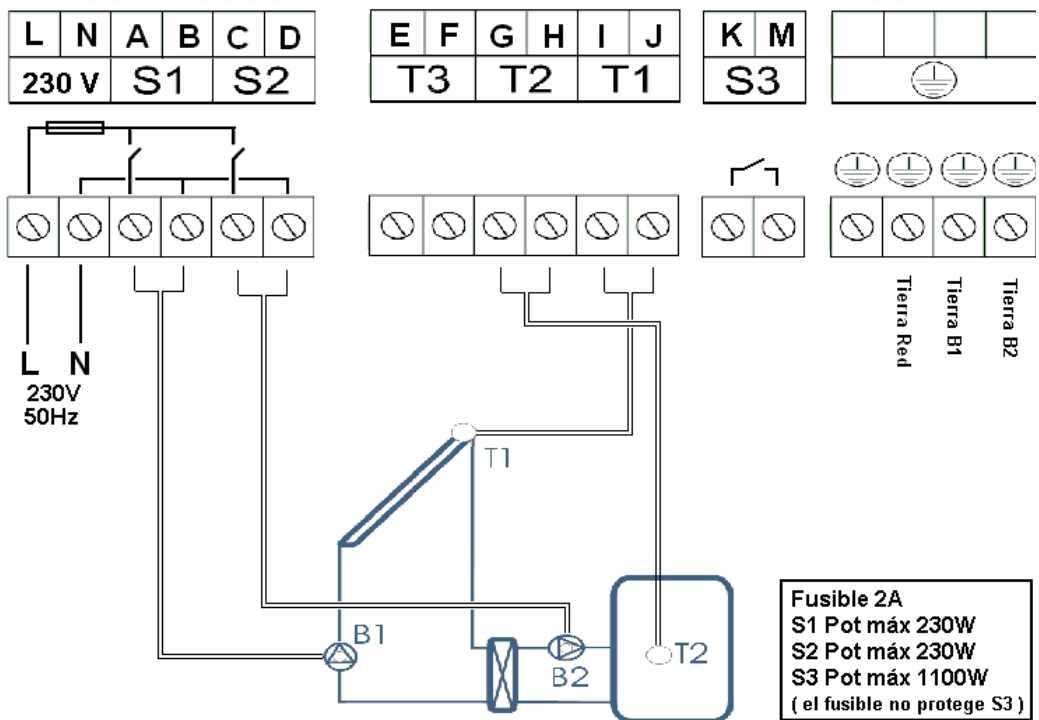 L N A B C D E F G H I J K M
230 V S1 S2 T3 T2 T1 S3
Tierra Red
Tierra B1
Tierra B2
L N
230V
50Hz
T1
B1
B2
T2
Fusible 2A
S1 Pot máx 230W
S2 Pot máx 230W
S3 Pot máx 1100W
( el fusible no protege S3 )